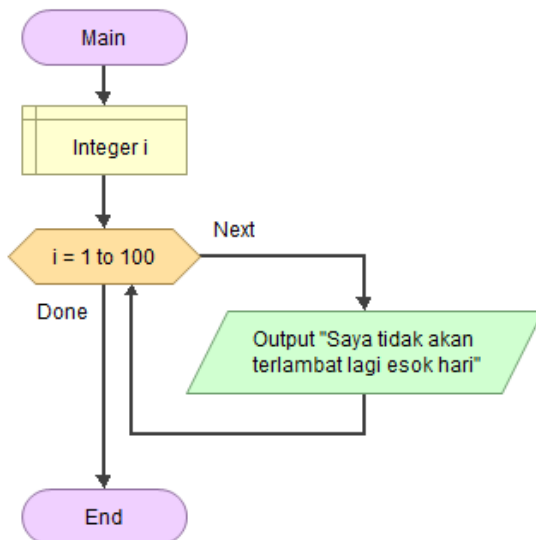 Main
Integer i
i = 1 to 100
Next
Done
Output "Saya tidak akan
terlambat lagi esok hari"
End